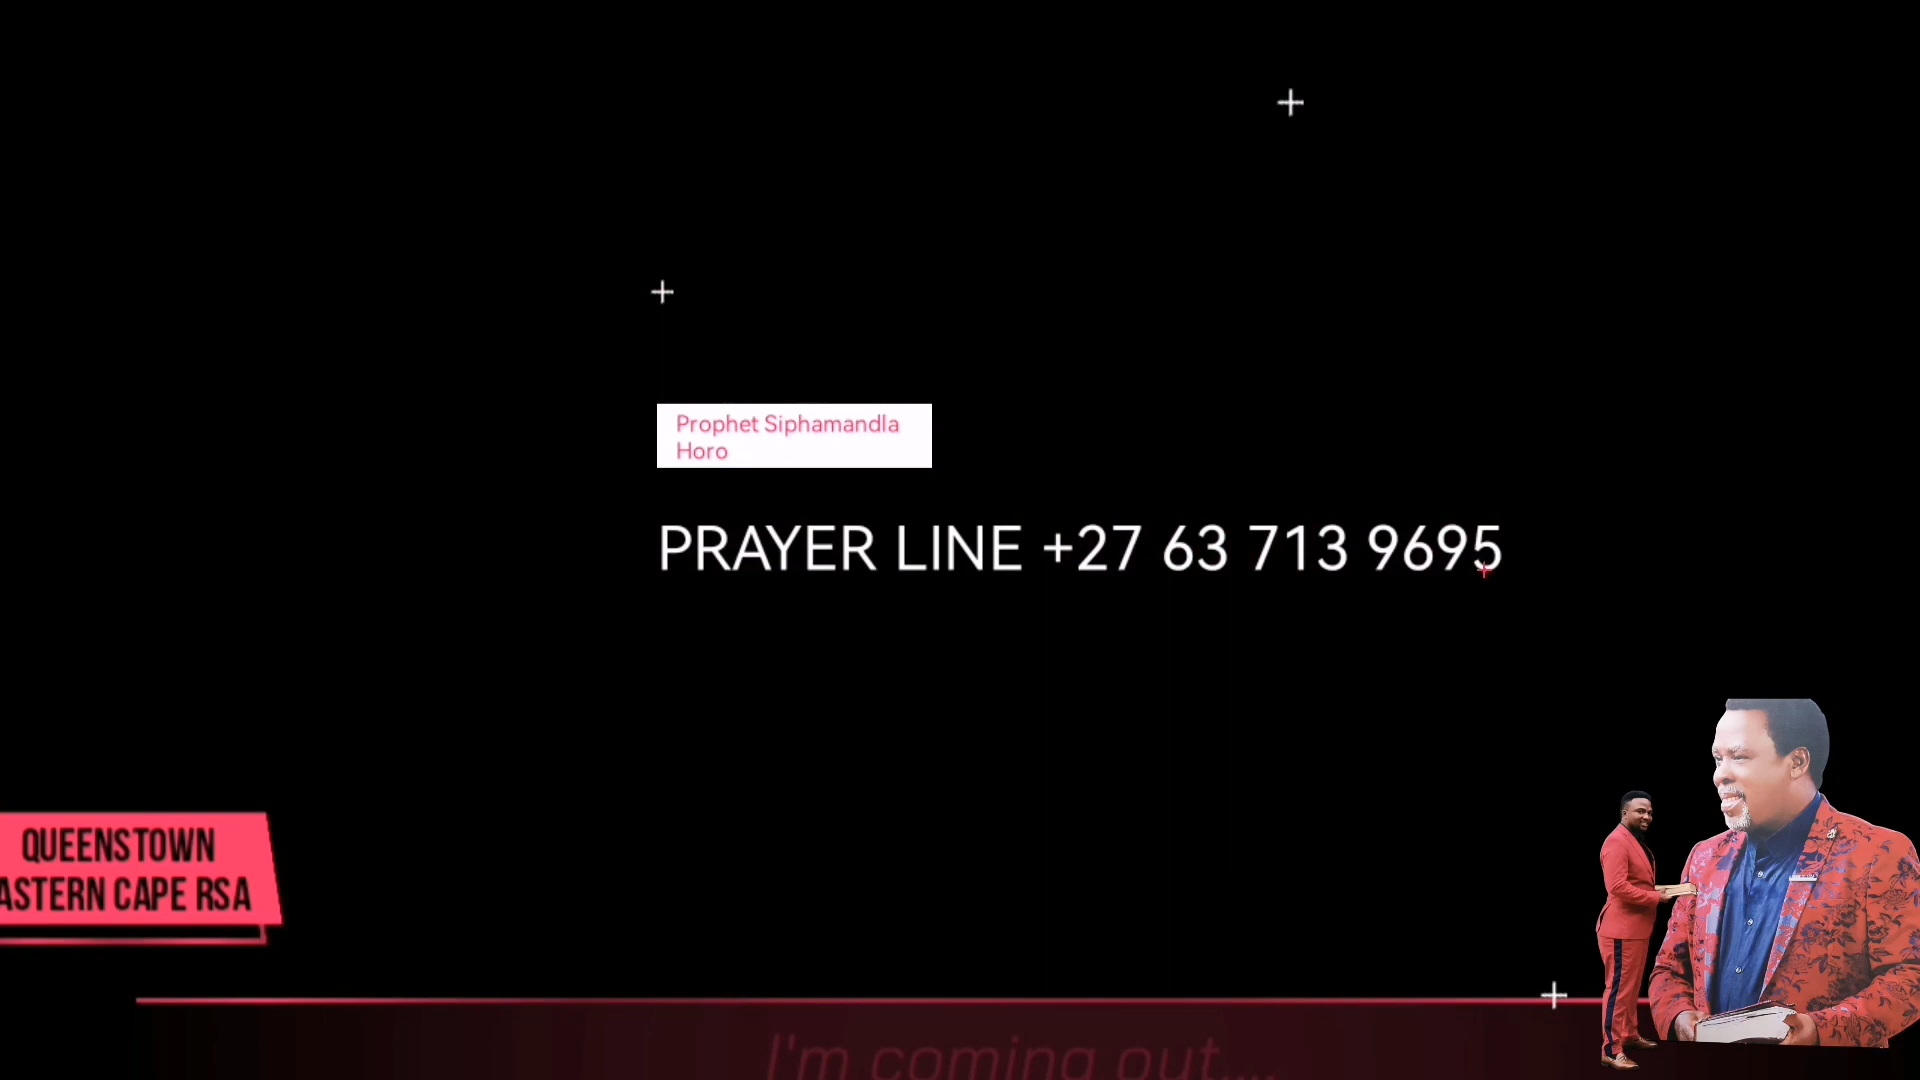 Prophet Siphamandla
Horo
PRAYER LINE +27 63 713 9695
QUEENSTOWN
ASTERN CAPE RSA
I'm coming out....